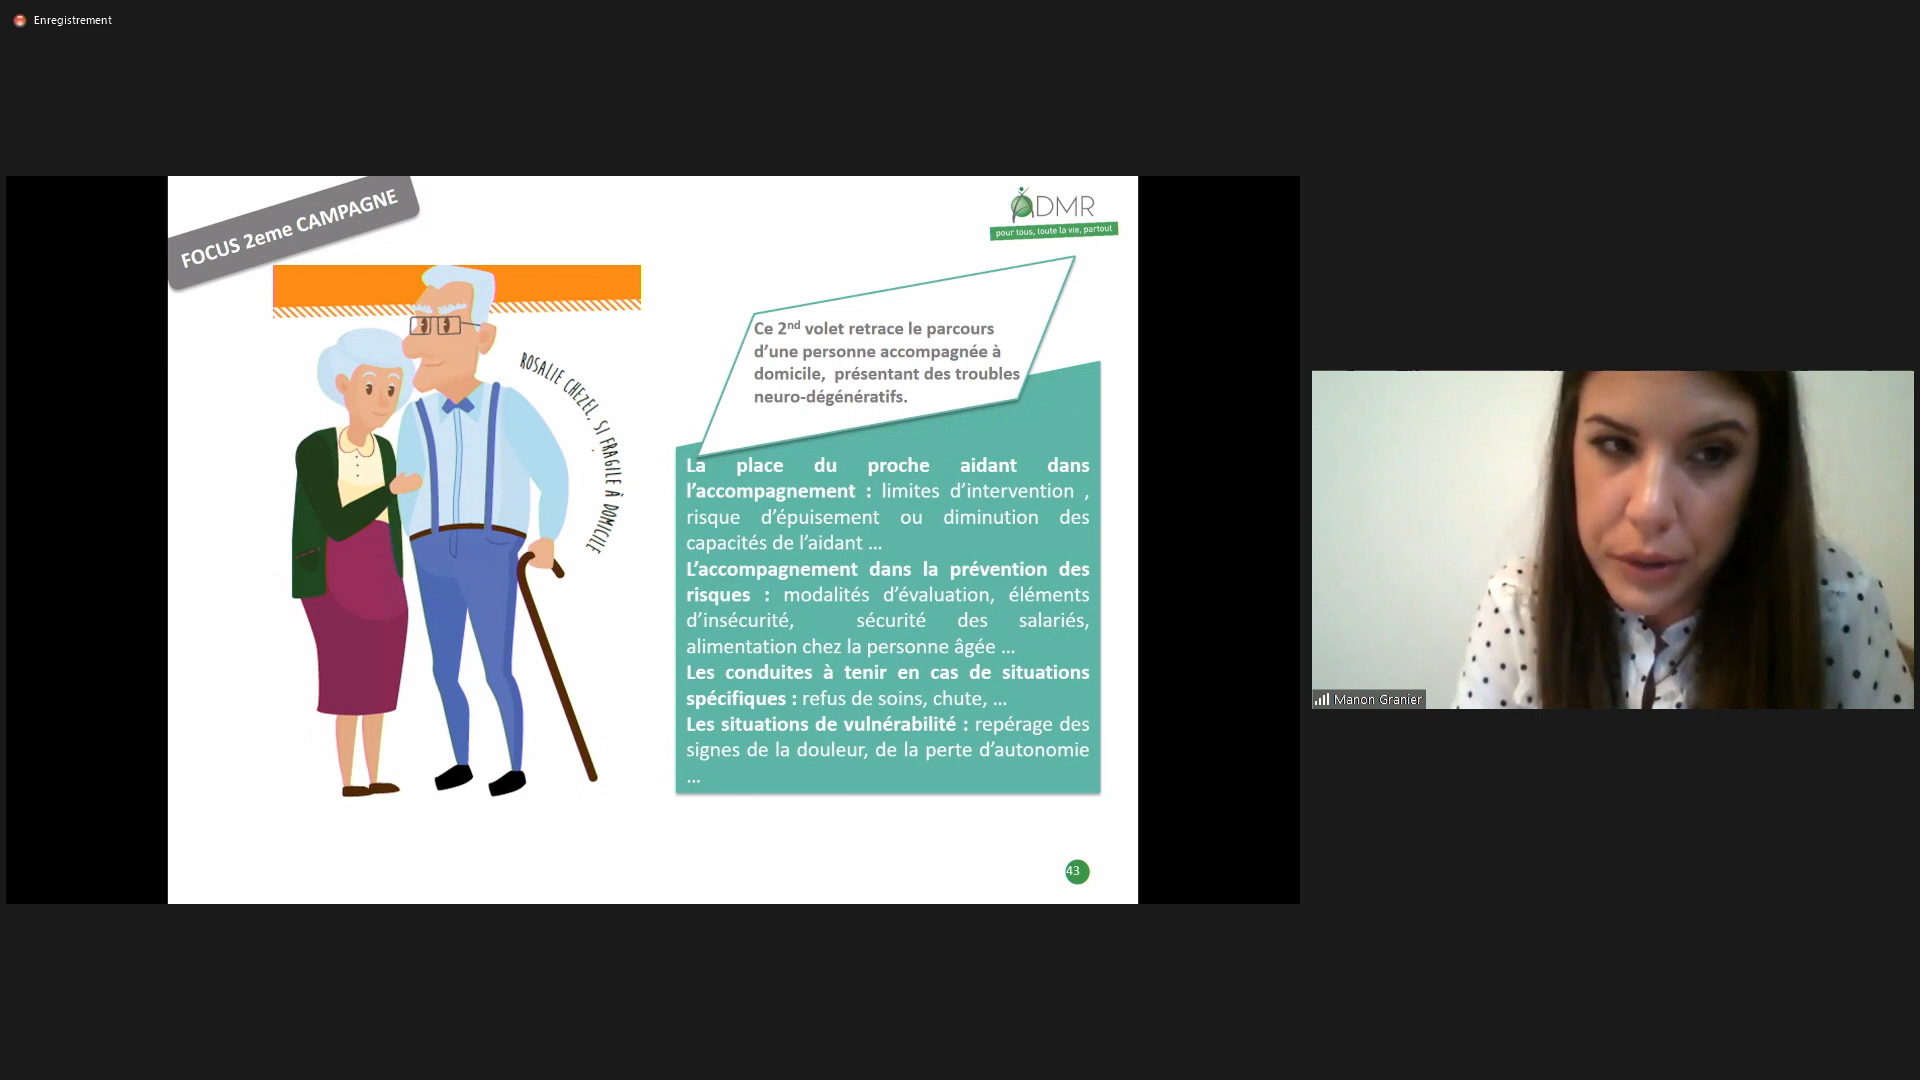 Enregistrement
FOCUS 2eme CAMPAGNE
ADMR
pour tous, toute la vie, partout
ROSALIE CHEZEL, SI FRAGILE À DOMICILE
Ce 2nd volet retrace le parcours
d’une personne accompagnée à
domicile, présentant des troubles
neuro-dégénératifs.
La place du proche aidant dans
l’accompagnement : limites d’intervention ,
risque d’épuisement ou diminution des
capacités de l’aidant ...
L’accompagnement dans la prévention des
risques : modalités d’évaluation, éléments
d’insécurité, sécurité des salariés,
alimentation chez la personne âgée ...
Les conduites à tenir en cas de situations
spécifiques : refus de soins, chute, ...
Les situations de vulnérabilité : repérage des
signes de la douleur, de la perte d’autonomie
...
43
Manon Granier